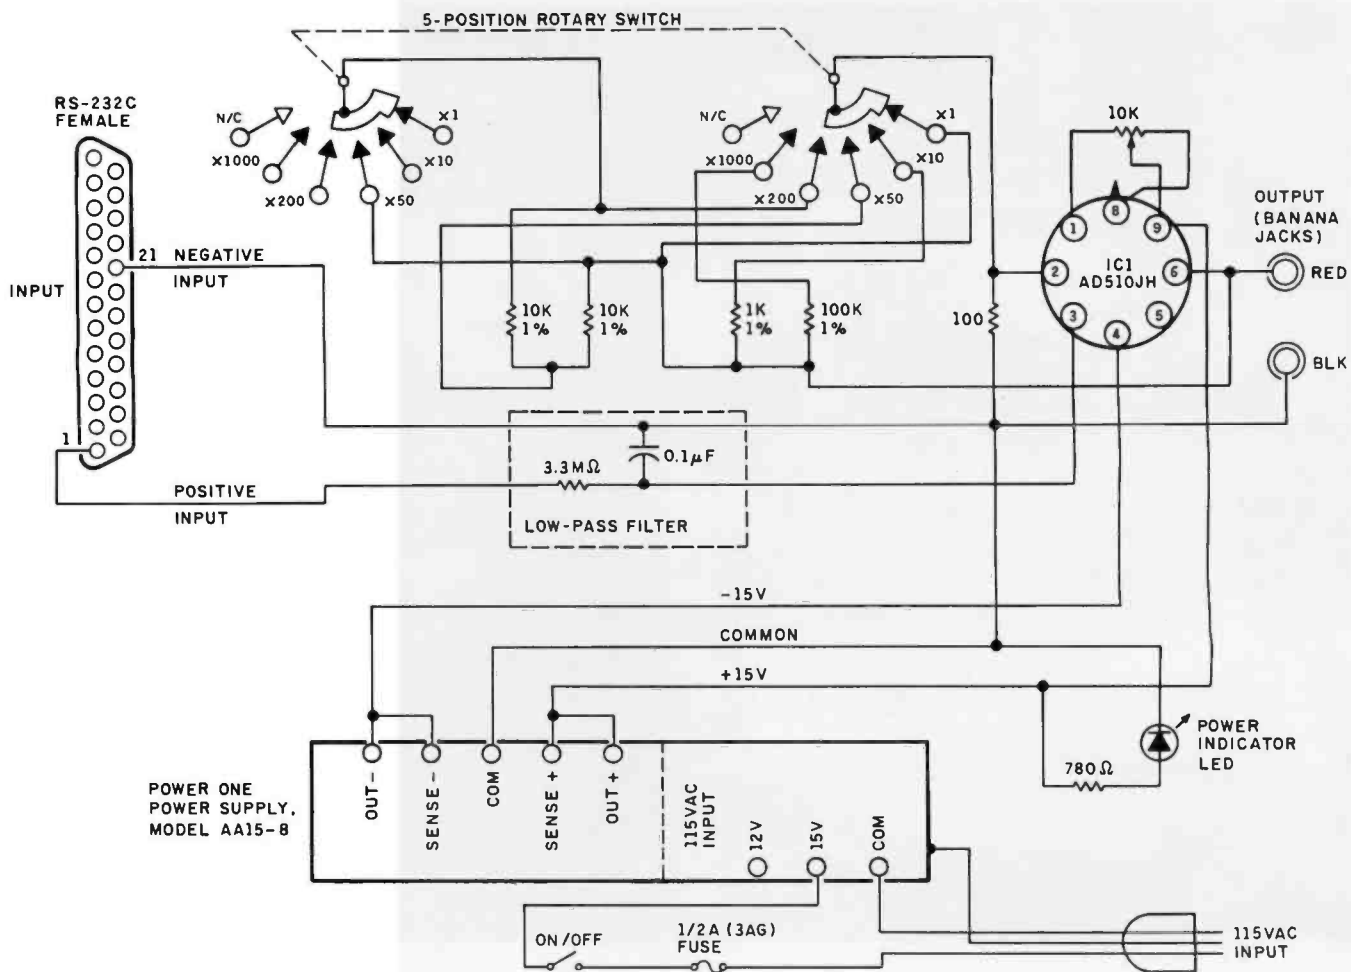 5-POSITION ROTARY SWITCH
RS-232C
FEMALE
N/C
x1
x1000
x10
x200
x50
N/C
x1
x1000
x10
x200
x50
10K
8
1
9
2
IC1
AD510JH
6
3
5
4
OUTPUT
(BANANA
JACKS)
RED
BLK
INPUT
21 NEGATIVE
INPUT
10K
1%
10K
1%
1K
1%
100K
1%
100
1
POSITIVE
INPUT
3.3MΩ
0.1µF
LOW-PASS FILTER
-15V
COMMON
+15V
POWER ONE
POWER SUPPLY,
MODEL AA15-8
OUT -
SENSE -
COM
SENSE +
OUT +
115VAC
INPUT
12V
15V
COM
780Ω
POWER
INDICATOR
LED
ON/OFF
1/2A (3AG)
FUSE
115VAC
INPUT